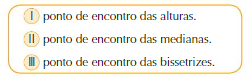 I ponto de encontro das alturas.
II ponto de encontro das medianas.
III ponto de encontro das bissetrizes.